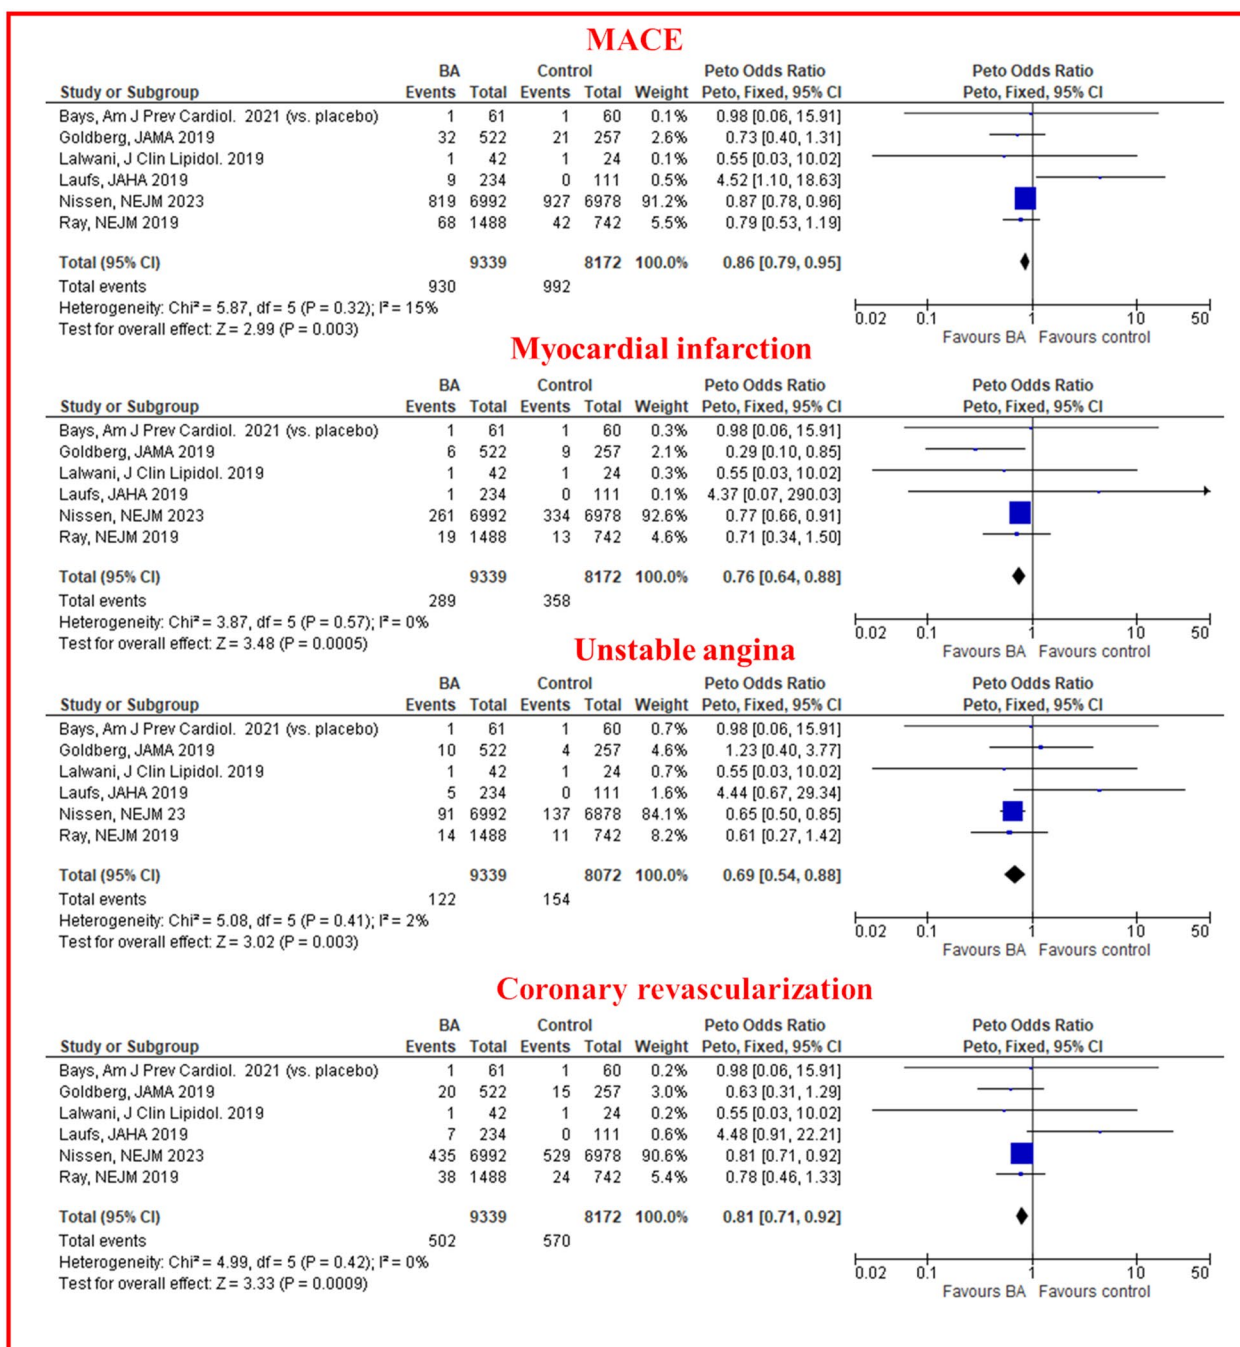 MACE
BA Control Peto Odds Ratio Peto Odds Ratio
Study or Subgroup Events Total Events Total Weight Peto, Fixed, 95% CI Peto, Fixed, 95% CI
Bays, Am J Prev Cardiol. 2021 (vs. placebo) 1 61 1 60 0.1% 0.98 [0.06, 15.91]
Goldberg, JAMA 2019 32 522 21 257 2.6% 0.73 [0.40, 1.31]
Lalwani, J Clin Lipidol. 2019 1 42 1 24 0.1% 0.55 [0.03, 10.02]
Laufs, JAHA 2019 9 234 0 111 0.5% 4.52 [1.10, 18.63]
Nissen, NEJM 2023 819 6992 927 6978 91.2% 0.87 [0.78, 0.96]
Ray, NEJM 2019 68 1488 42 742 5.5% 0.79 [0.53, 1.19]
Total (95% CI) 9339 8172 100.0% 0.86 [0.79, 0.95]
Total events 930 992
Heterogeneity: Chi² = 5.87, df = 5 (P = 0.32); I² = 15%
Test for overall effect: Z = 2.99 (P = 0.003)
0.02 0.1 1 10 50
Favours BA Favours control
Myocardial infarction
BA Control Peto Odds Ratio Peto Odds Ratio
Study or Subgroup Events Total Events Total Weight Peto, Fixed, 95% CI Peto, Fixed, 95% CI
Bays, Am J Prev Cardiol. 2021 (vs. placebo) 1 61 1 60 0.3% 0.98 [0.06, 15.91]
Goldberg, JAMA 2019 6 522 9 257 2.1% 0.29 [0.10, 0.85]
Lalwani, J Clin Lipidol. 2019 1 42 1 24 0.3% 0.55 [0.03, 10.02]
Laufs, JAHA 2019 1 234 0 111 0.1% 4.37 [0.07, 290.03]
Nissen, NEJM 2023 261 6992 334 6978 92.6% 0.77 [0.66, 0.91]
Ray, NEJM 2019 19 1488 13 742 4.6% 0.71 [0.34, 1.50]
Total (95% CI) 9339 8172 100.0% 0.76 [0.64, 0.88]
Total events 289 358
Heterogeneity: Chi² = 3.87, df = 5 (P = 0.57); I² = 0%
Test for overall effect: Z = 3.48 (P = 0.0005)
0.02 0.1 1 10 50
Favours BA Favours control
Unstable angina
BA Control Peto Odds Ratio Peto Odds Ratio
Study or Subgroup Events Total Events Total Weight Peto, Fixed, 95% CI Peto, Fixed, 95% CI
Bays, Am J Prev Cardiol. 2021 (vs. placebo) 1 61 1 60 0.7% 0.98 [0.06, 15.91]
Goldberg, JAMA 2019 10 522 4 257 4.6% 1.23 [0.40, 3.77]
Lalwani, J Clin Lipidol. 2019 1 42 1 24 0.7% 0.55 [0.03, 10.02]
Laufs, JAHA 2019 5 234 0 111 1.6% 4.44 [0.67, 29.34]
Nissen, NEJM 23 91 6992 137 6878 84.1% 0.65 [0.50, 0.85]
Ray, NEJM 2019 14 1488 11 742 8.2% 0.61 [0.27, 1.42]
Total (95% CI) 9339 8072 100.0% 0.69 [0.54, 0.88]
Total events 122 154
Heterogeneity: Chi² = 5.08, df = 5 (P = 0.41); I² = 2%
Test for overall effect: Z = 3.02 (P = 0.003)
0.02 0.1 1 10 50
Favours BA Favours control
Coronary revascularization
BA Control Peto Odds Ratio Peto Odds Ratio
Study or Subgroup Events Total Events Total Weight Peto, Fixed, 95% CI Peto, Fixed, 95% CI
Bays, Am J Prev Cardiol. 2021 (vs. placebo) 1 61 1 60 0.2% 0.98 [0.06, 15.91]
Goldberg, JAMA 2019 20 522 15 257 3.0% 0.63 [0.31, 1.29]
Lalwani, J Clin Lipidol. 2019 1 42 1 24 0.2% 0.55 [0.03, 10.02]
Laufs, JAHA 2019 7 234 0 111 0.6% 4.48 [0.91, 22.21]
Nissen, NEJM 2023 435 6992 529 6978 90.6% 0.81 [0.71, 0.92]
Ray, NEJM 2019 38 1488 24 742 5.4% 0.78 [0.46, 1.33]
Total (95% CI) 9339 8172 100.0% 0.81 [0.71, 0.92]
Total events 502 570
Heterogeneity: Chi² = 4.99, df = 5 (P = 0.42); I² = 0%
Test for overall effect: Z = 3.33 (P = 0.0009)
0.02 0.1 1 10 50
Favours BA Favours control